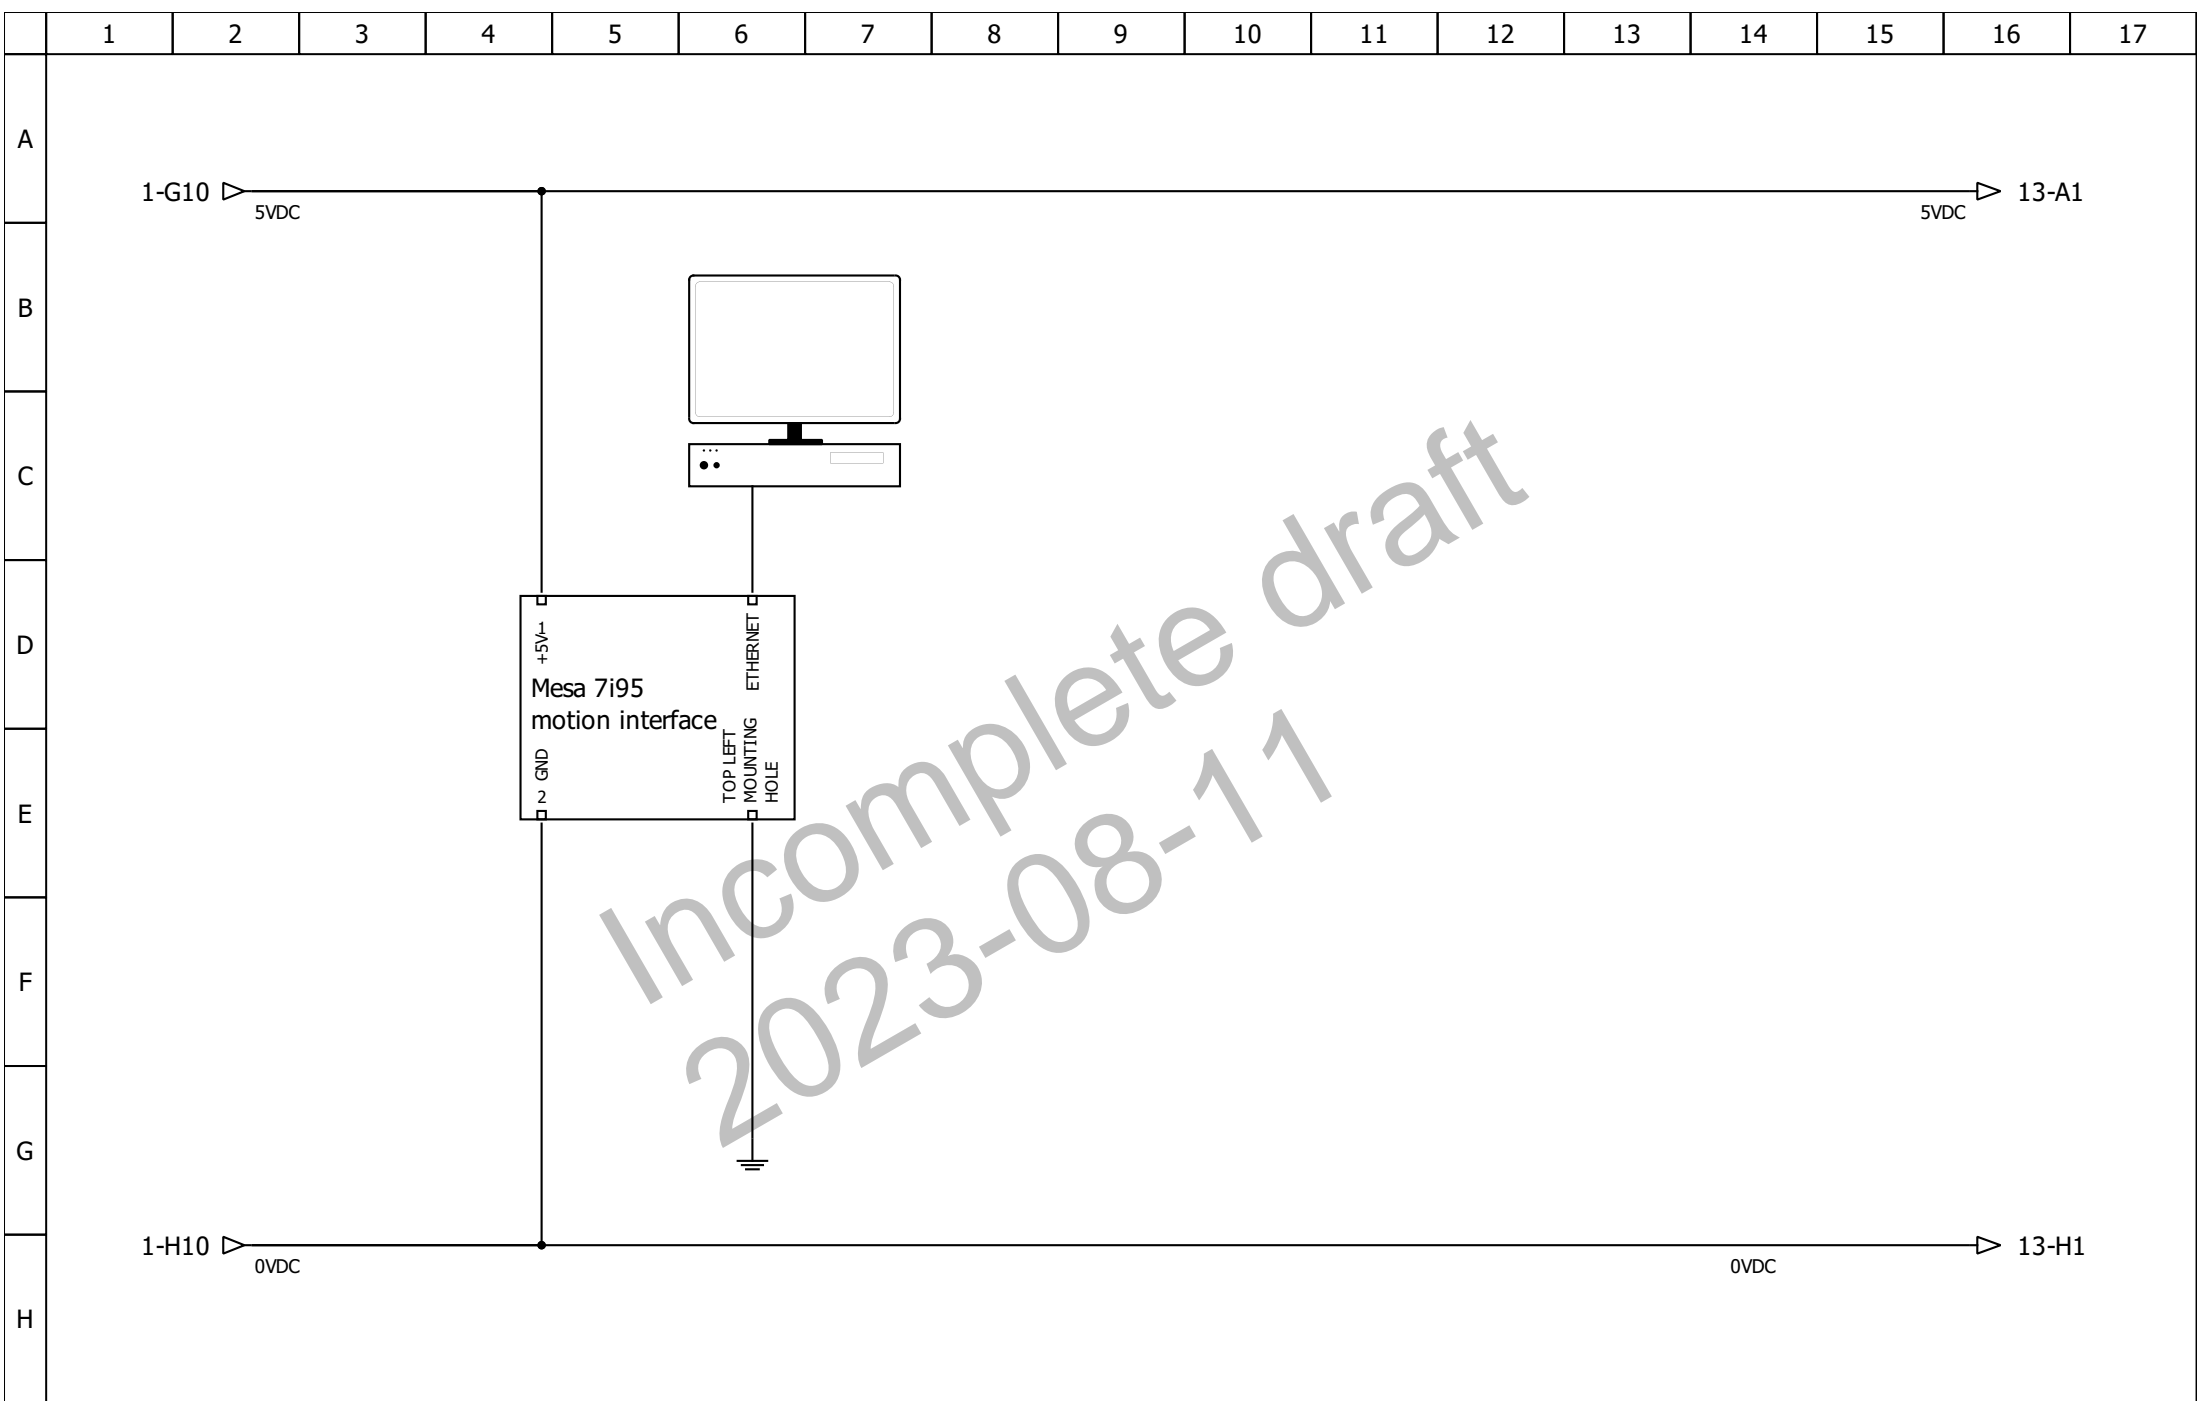 1 2 3 4 5 6 7 8 9 10 11 12 13 14 15 16 17
A
1-G10
5VDC
5VDC
13-A1
B
C
D
+5V 1
ETHERNET
Mesa 7i95
motion interface
2 GND
TOP LEFT
MOUNTING
HOLE
E
Incomplete draft
2023-08-11
F
G
1-H10
0VDC
0VDC
13-H1
H